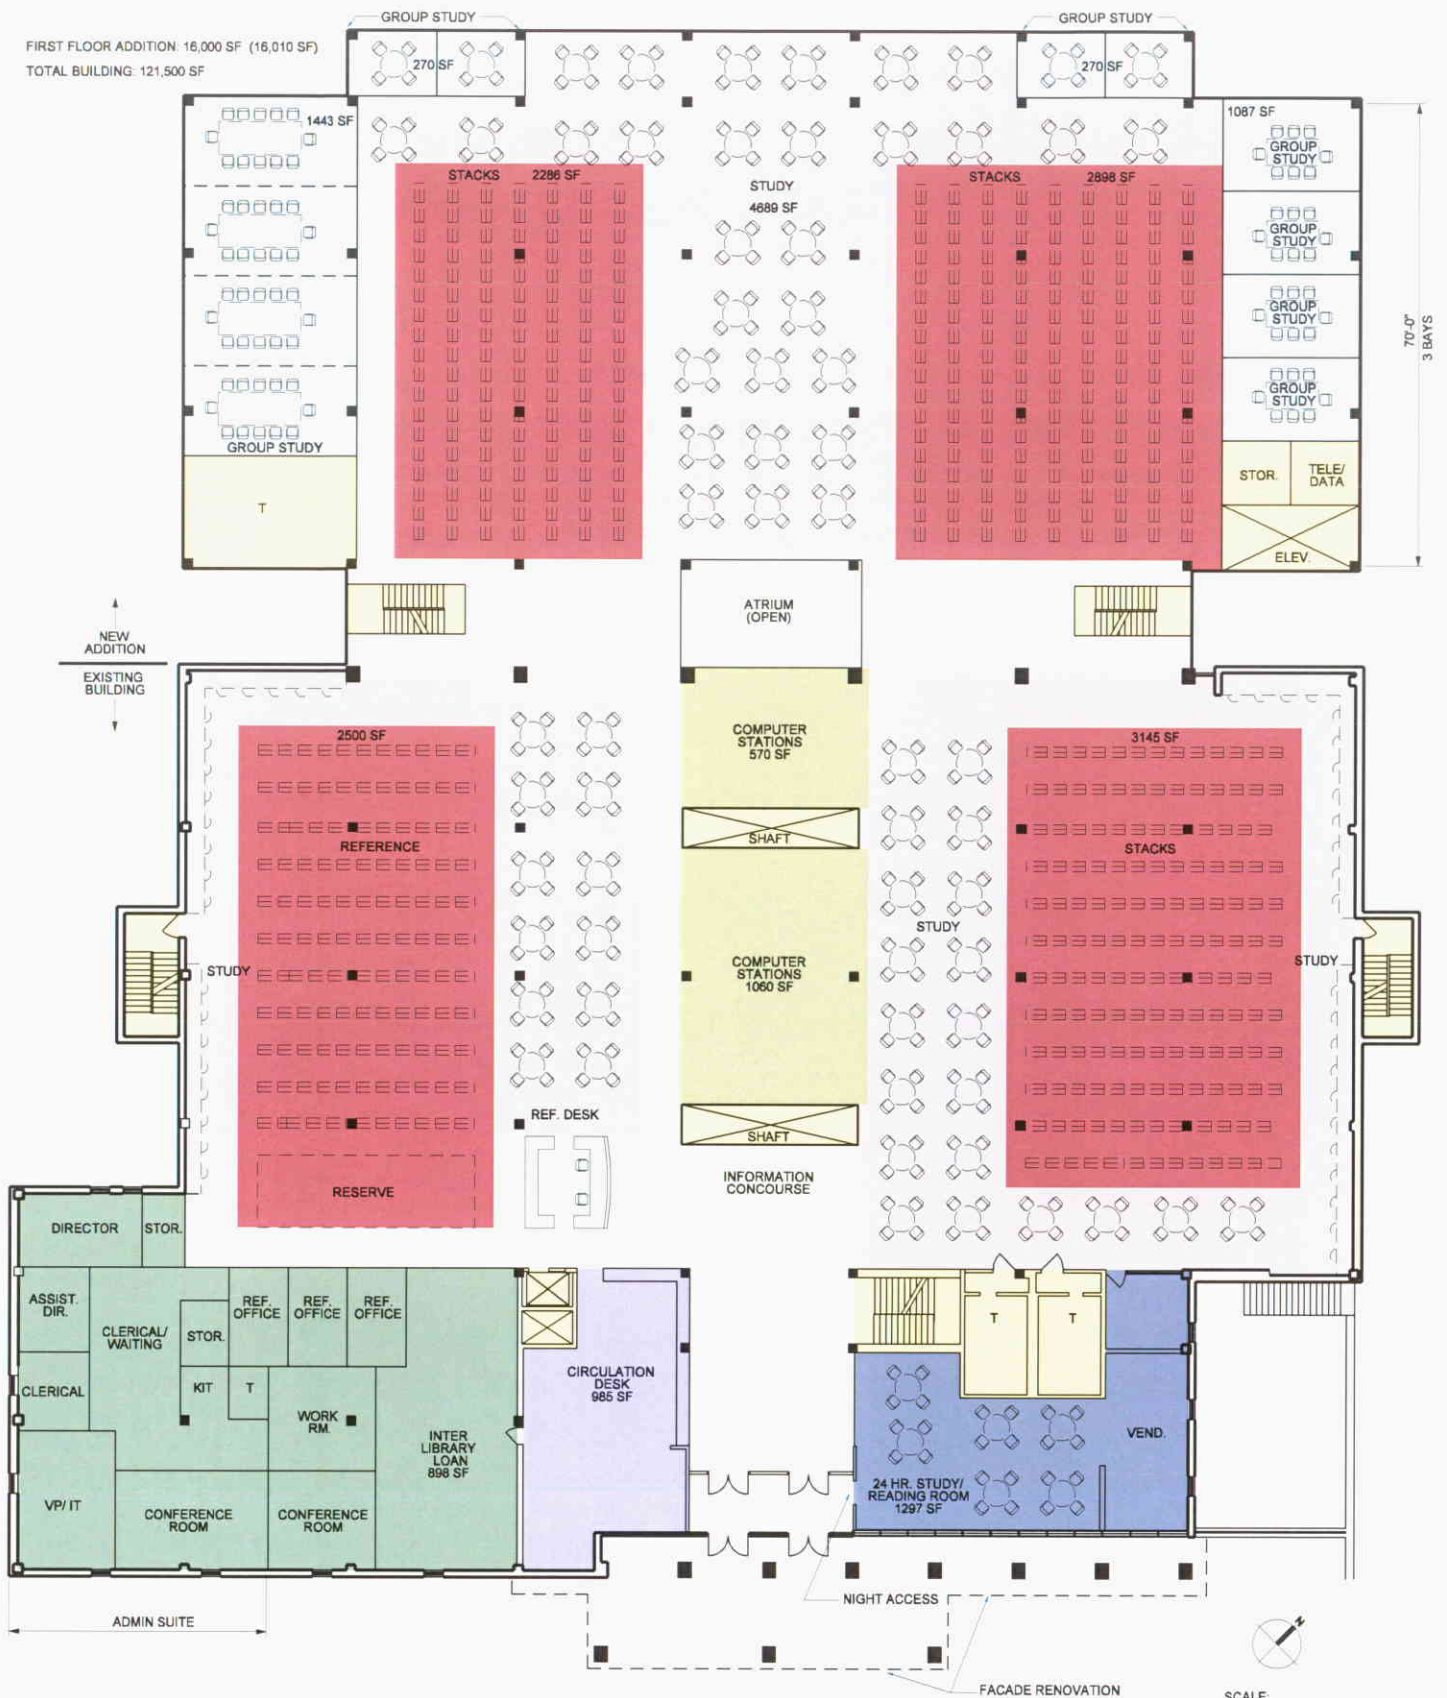 GROUP STUDY
GROUP STUDY
FIRST FLOOR ADDITION: 16,000 SF (16,010 SF)
TOTAL BUILDING: 121,500 SF
270 SF
270 SF
1443 SF
1087 SF
GROUP
STUDY
STACKS 2286 SF
STUDY
4689 SF
STACKS 2898 SF
GROUP
STUDY
GROUP
STUDY
70'-0"
3 BAYS
GROUP
STUDY
GROUP STUDY
T
STOR.
TELE/
DATA
ELEV.
ATRIUM
(OPEN)
NEW
ADDITION
EXISTING
BUILDING
2500 SF
COMPUTER
STATIONS
570 SF
3145 SF
REFERENCE
SHAFT
STACKS
STUDY
STUDY
COMPUTER
STATIONS
1060 SF
STUDY
REF. DESK
SHAFT
RESERVE
INFORMATION
CONCOURSE
DIRECTOR
STOR.
ASSIST.
DIR.
CLERICAL/
WAITING
STOR.
REF.
OFFICE
REF.
OFFICE
REF.
OFFICE
T
T
CLERICAL
KIT
T
CIRCULATION
DESK
985 SF
WORK
RM.
INTER
LIBRARY
LOAN
898 SF
VEND.
VP/ IT
CONFERENCE
ROOM
CONFERENCE
ROOM
24 HR. STUDY/
READING ROOM
1297 SF
NIGHT ACCESS
ADMIN SUITE
N
FACADE RENOVATION
SCALE: